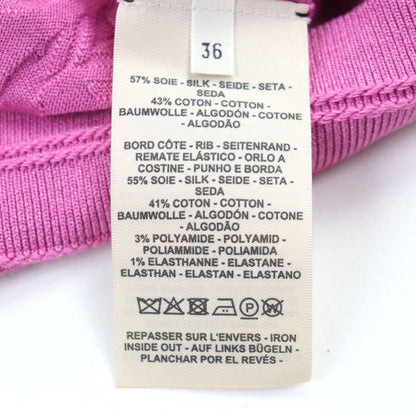 36
57% SOIE - SILK - SEIDE - SETA -
SEDA
43% COTON - COTTON -
BAUMWOLLE - ALGODÓN - COTONE
- ALGODÃO
BORD CÔTE - RIB - SEITENRAND -
REMATE ELÁSTICO - ORLO A
COSTINE - PUNHO E BORDA
55% SOIE - SILK - SEIDE - SETA -
SEDA
41% COTON - COTTON -
BAUMWOLLE - ALGODÓN - COTONE
- ALGODÃO
3% POLYAMIDE - POLYAMID -
POLIAMMIDE - POLIAMIDA
1% ELASTHANNE - ELASTANE -
ELASTHAN - ELASTAN - ELASTANO
P
REPASSER SUR L'ENVERS - IRON
INSIDE OUT - AUF LINKS BÜGELN -
PLANCHAR POR EL REVÉS -